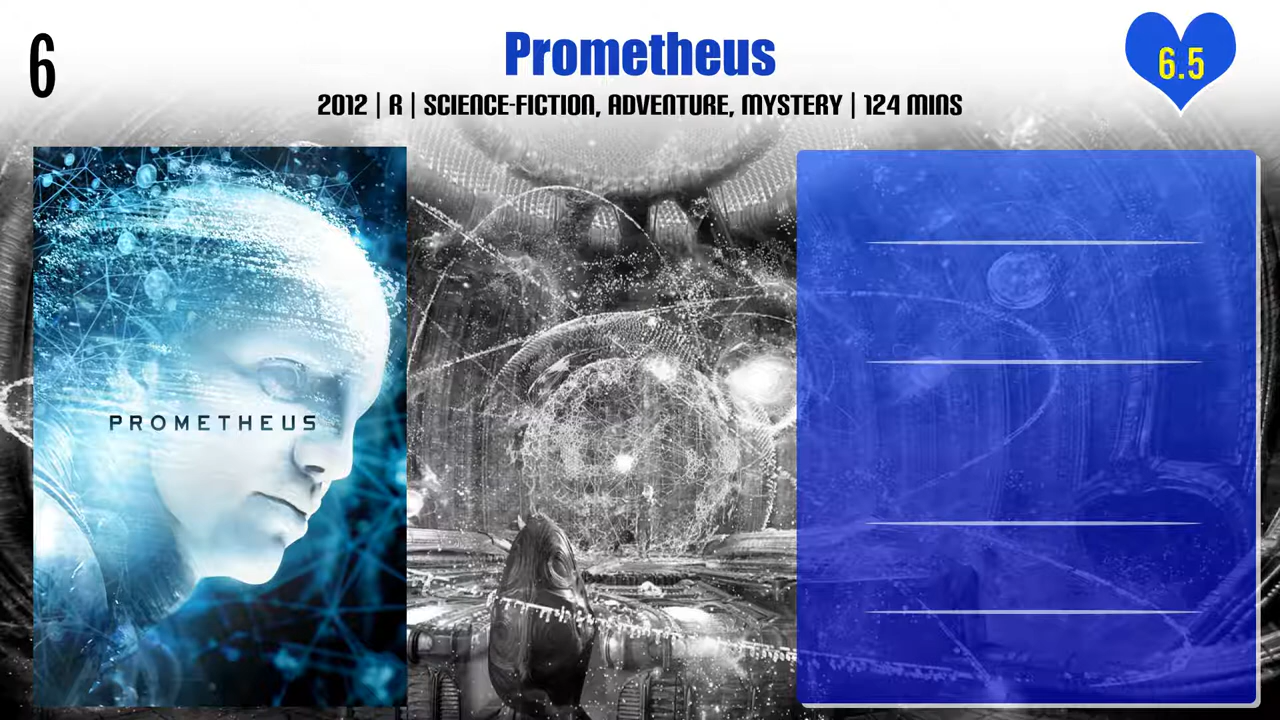 6
Prometheus
6.5
2012 | R | SCIENCE-FICTION, ADVENTURE, MYSTERY | 124 MINS
PROMETHEUS